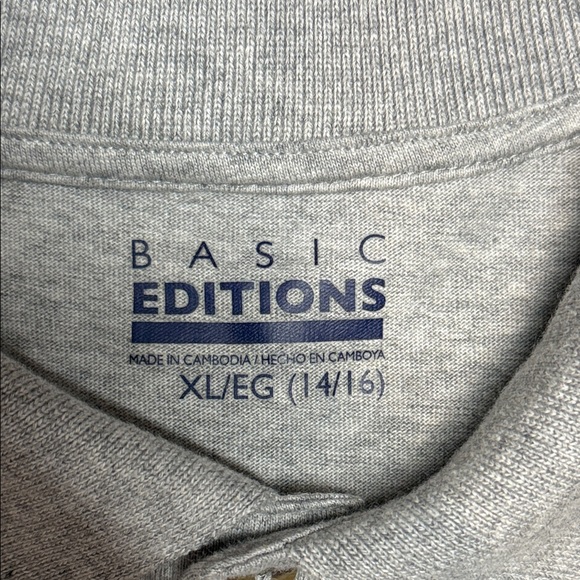 BASIC
EDITIONS
MADE IN CAMBODIA / HECHO EN CAMBOYA
XL/EG (14/16)